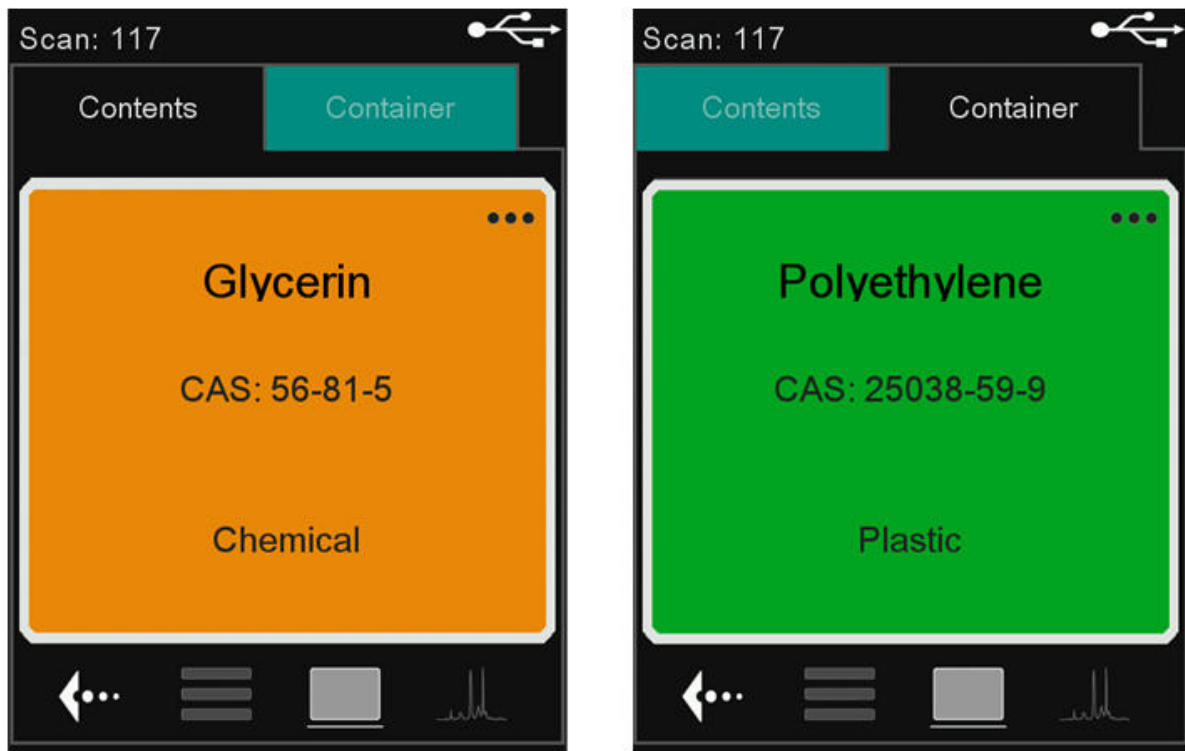 Scan: 117
Contents
Container
Glycerin
CAS: 56-81-5
Chemical
Scan: 117
Contents
Container
Polyethylene
CAS: 25038-59-9
Plastic